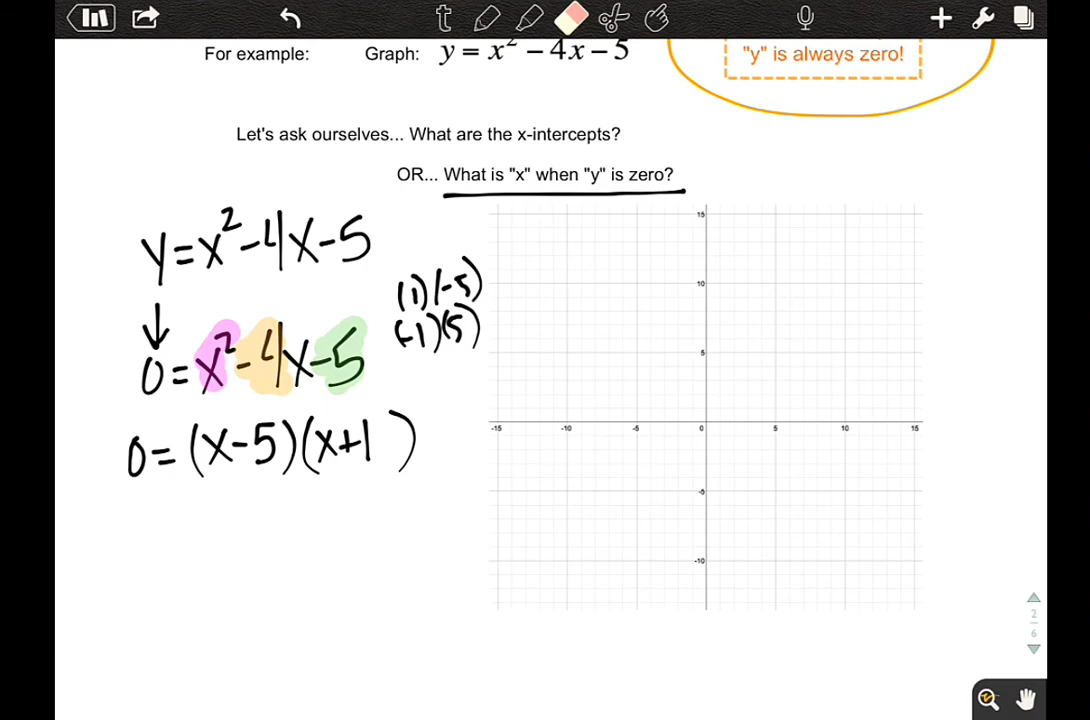 t
For example: Graph: y = x² − 4x − 5
"y" is always zero!
Let's ask ourselves... What are the x-intercepts?
OR... What is "x" when "y" is zero?
y=x²-4x-5
(1)(-5)
(-1)(5)
0=x²-4x-5
0=(x-5)(x+1 )
15
10
5
-15 -10 -5 0 5 10 15
-5
-10
2
6